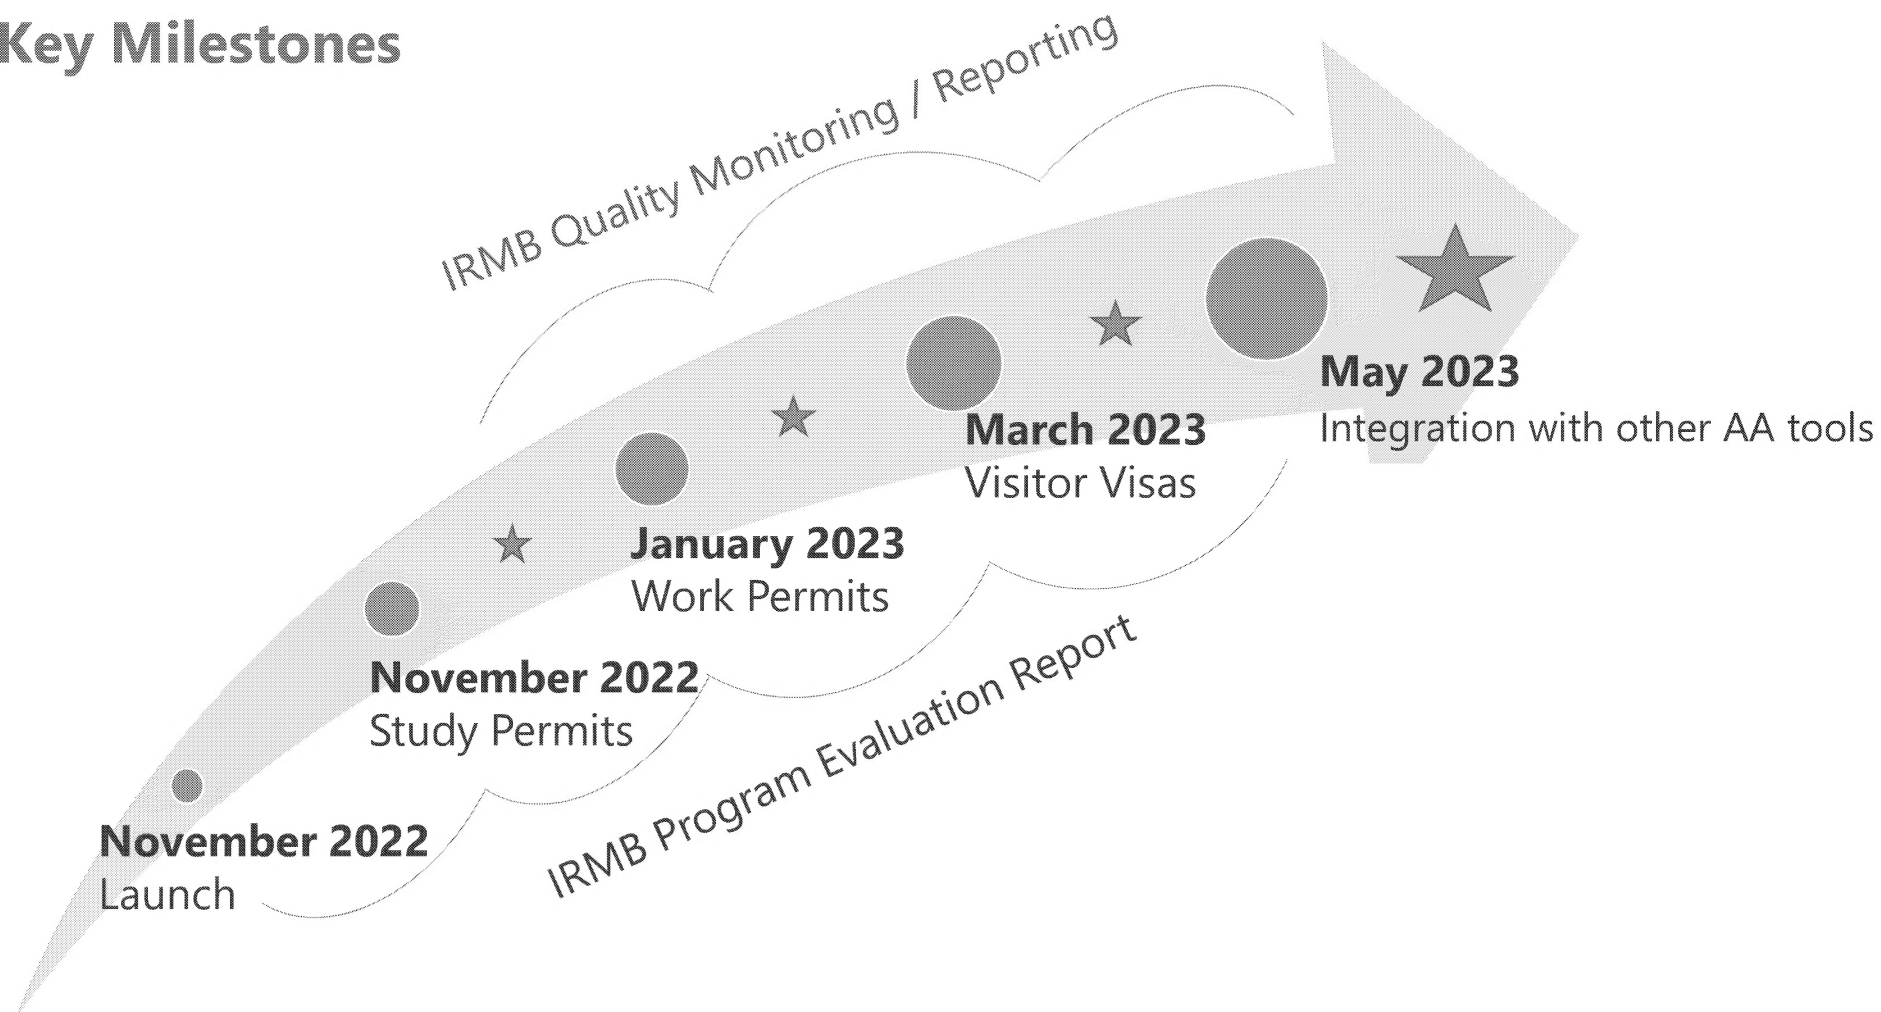 Key Milestones
IRMB Quality Monitoring / Reporting
May 2023
Integration with other AA tools
March 2023
Visitor Visas
January 2023
Work Permits
November 2022
Study Permits
November 2022
Launch
IRMB Program Evaluation Report